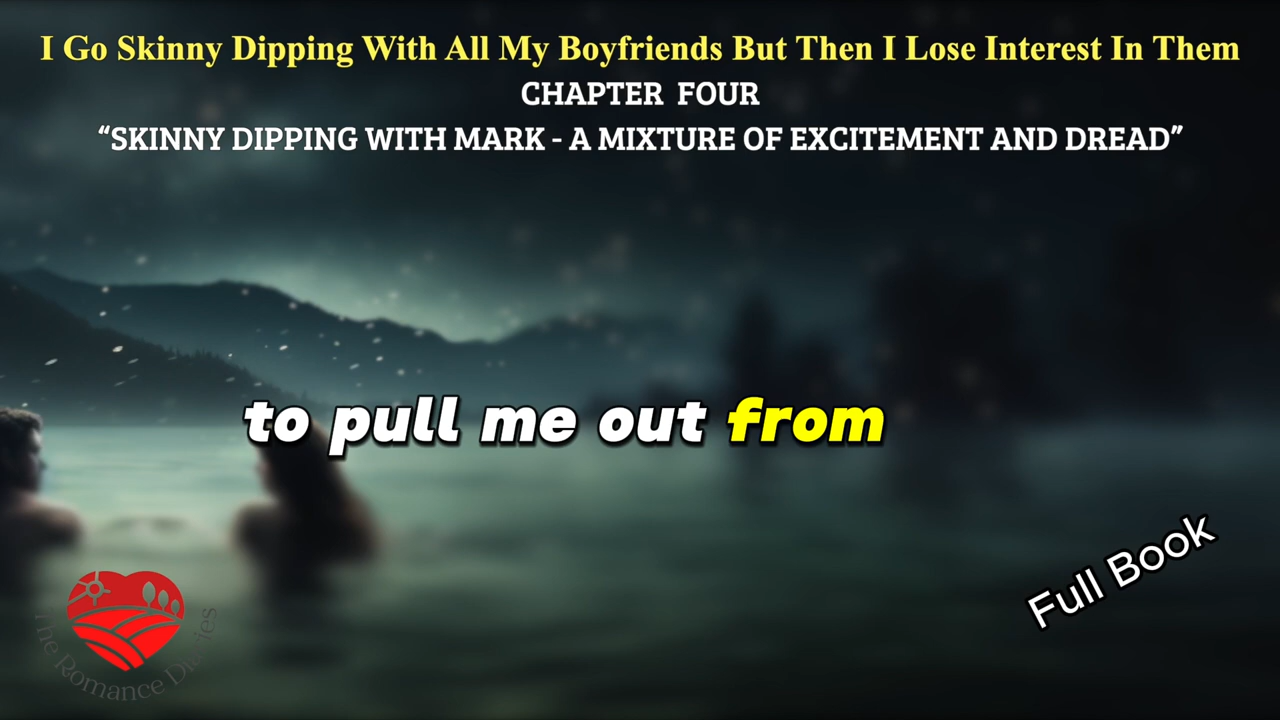 I Go Skinny Dipping With All My Boyfriends But Then I Lose Interest In Them
CHAPTER FOUR
“SKINNY DIPPING WITH MARK - A MIXTURE OF EXCITEMENT AND DREAD”
to pull me out from
Full Book
The Romance Diaries